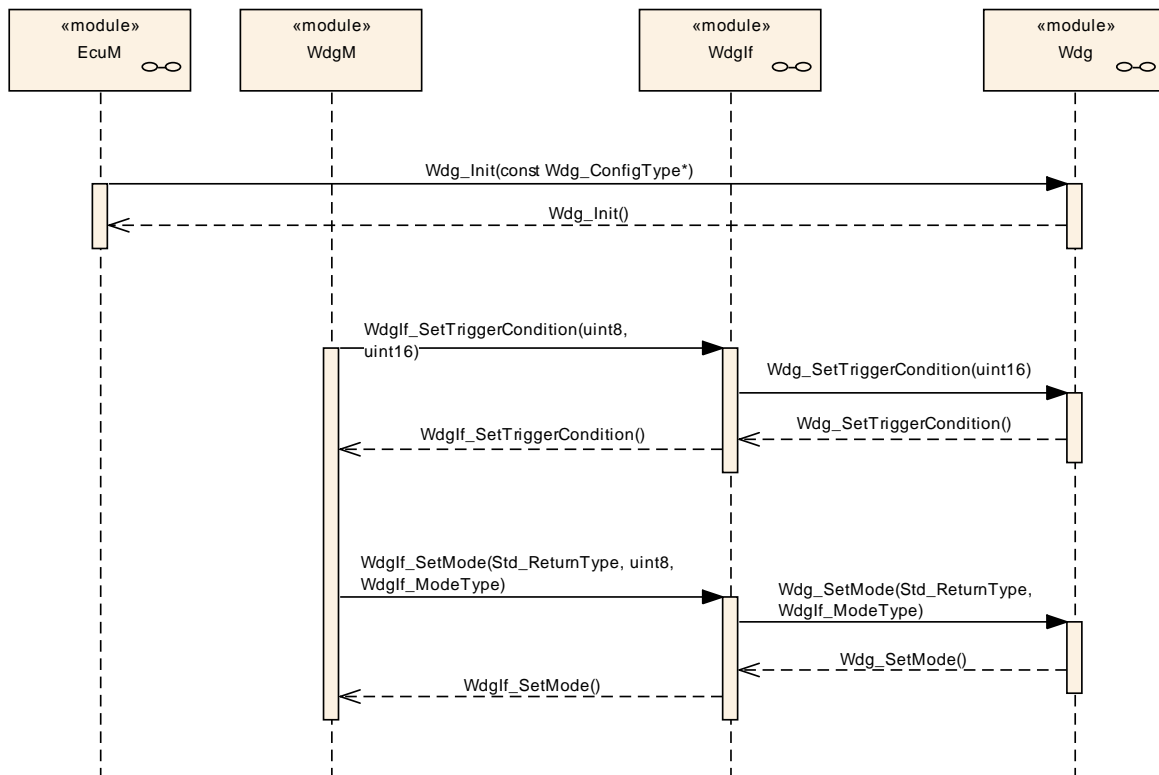 «module»
EcuM
«module»
WdgM
«module»
WdgIf
«module»
Wdg
Wdg_Init(const Wdg_ConfigType*)
Wdg_Init()
WdgIf_SetTriggerCondition(uint8,
uint16)
Wdg_SetTriggerCondition(uint16)
Wdg_SetTriggerCondition()
WdgIf_SetTriggerCondition()
WdgIf_SetMode(Std_ReturnType, uint8,
WdgIf_ModeType)
Wdg_SetMode(Std_ReturnType,
WdgIf_ModeType)
Wdg_SetMode()
WdgIf_SetMode()